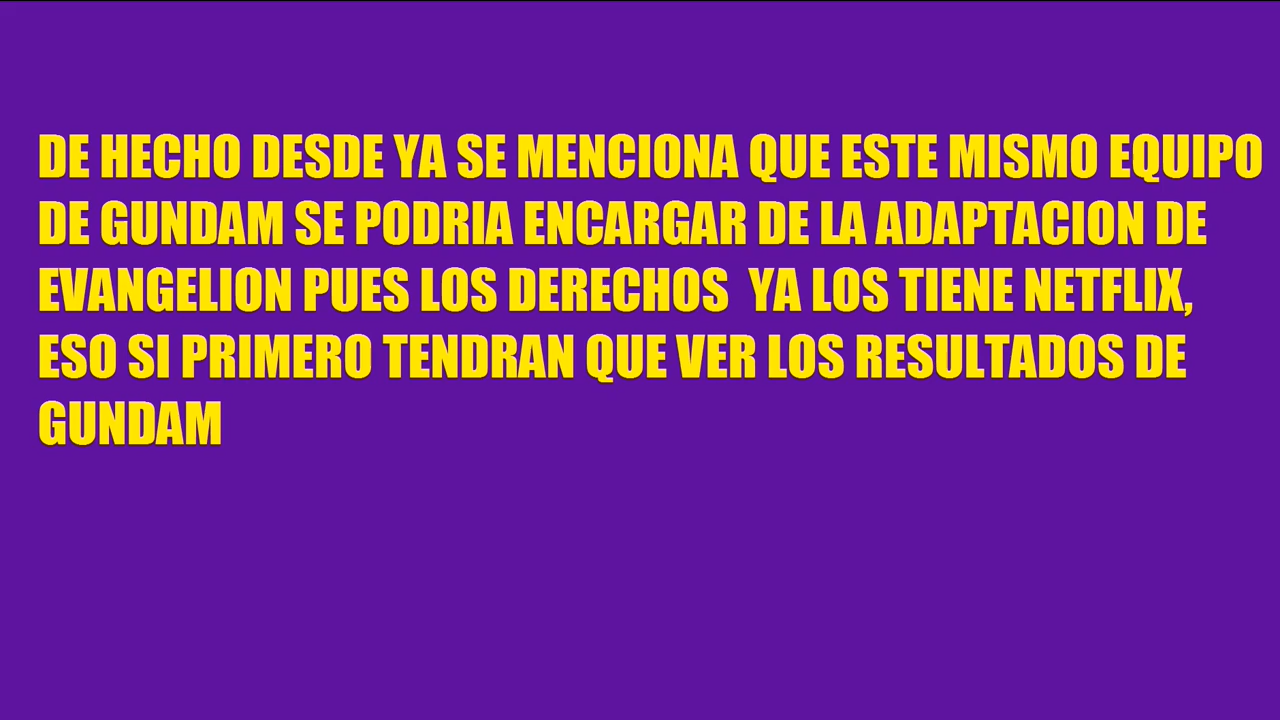 DE HECHO DESDE YA SE MENCIONA QUE ESTE MISMO EQUIPO
DE GUNDAM SE PODRIA ENCARGAR DE LA ADAPTACION DE
EVANGELION PUES LOS DERECHOS  YA LOS TIENE NETFLIX,
ESO SI PRIMERO TENDRAN QUE VER LOS RESULTADOS DE
GUNDAM